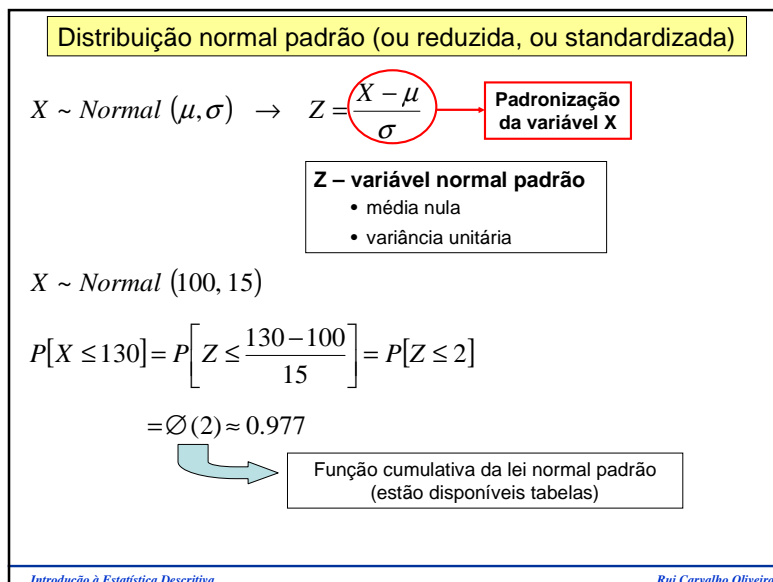 Distribuição normal padrão (ou reduzida, ou standardizada)
X ~ Normal (μ,σ) → Z = (X − μ)/σ
Padronização
da variável X
Z – variável normal padrão
• média nula
• variância unitária
X ~ Normal (100, 15)
P[X ≤ 130] = P[Z ≤ (130 − 100)/15] = P[Z ≤ 2]
= ∅(2) ≈ 0.977
Função cumulativa da lei normal padrão
(estão disponíveis tabelas)
Introdução à Estatística Descritiva
Rui Carvalho Oliveira